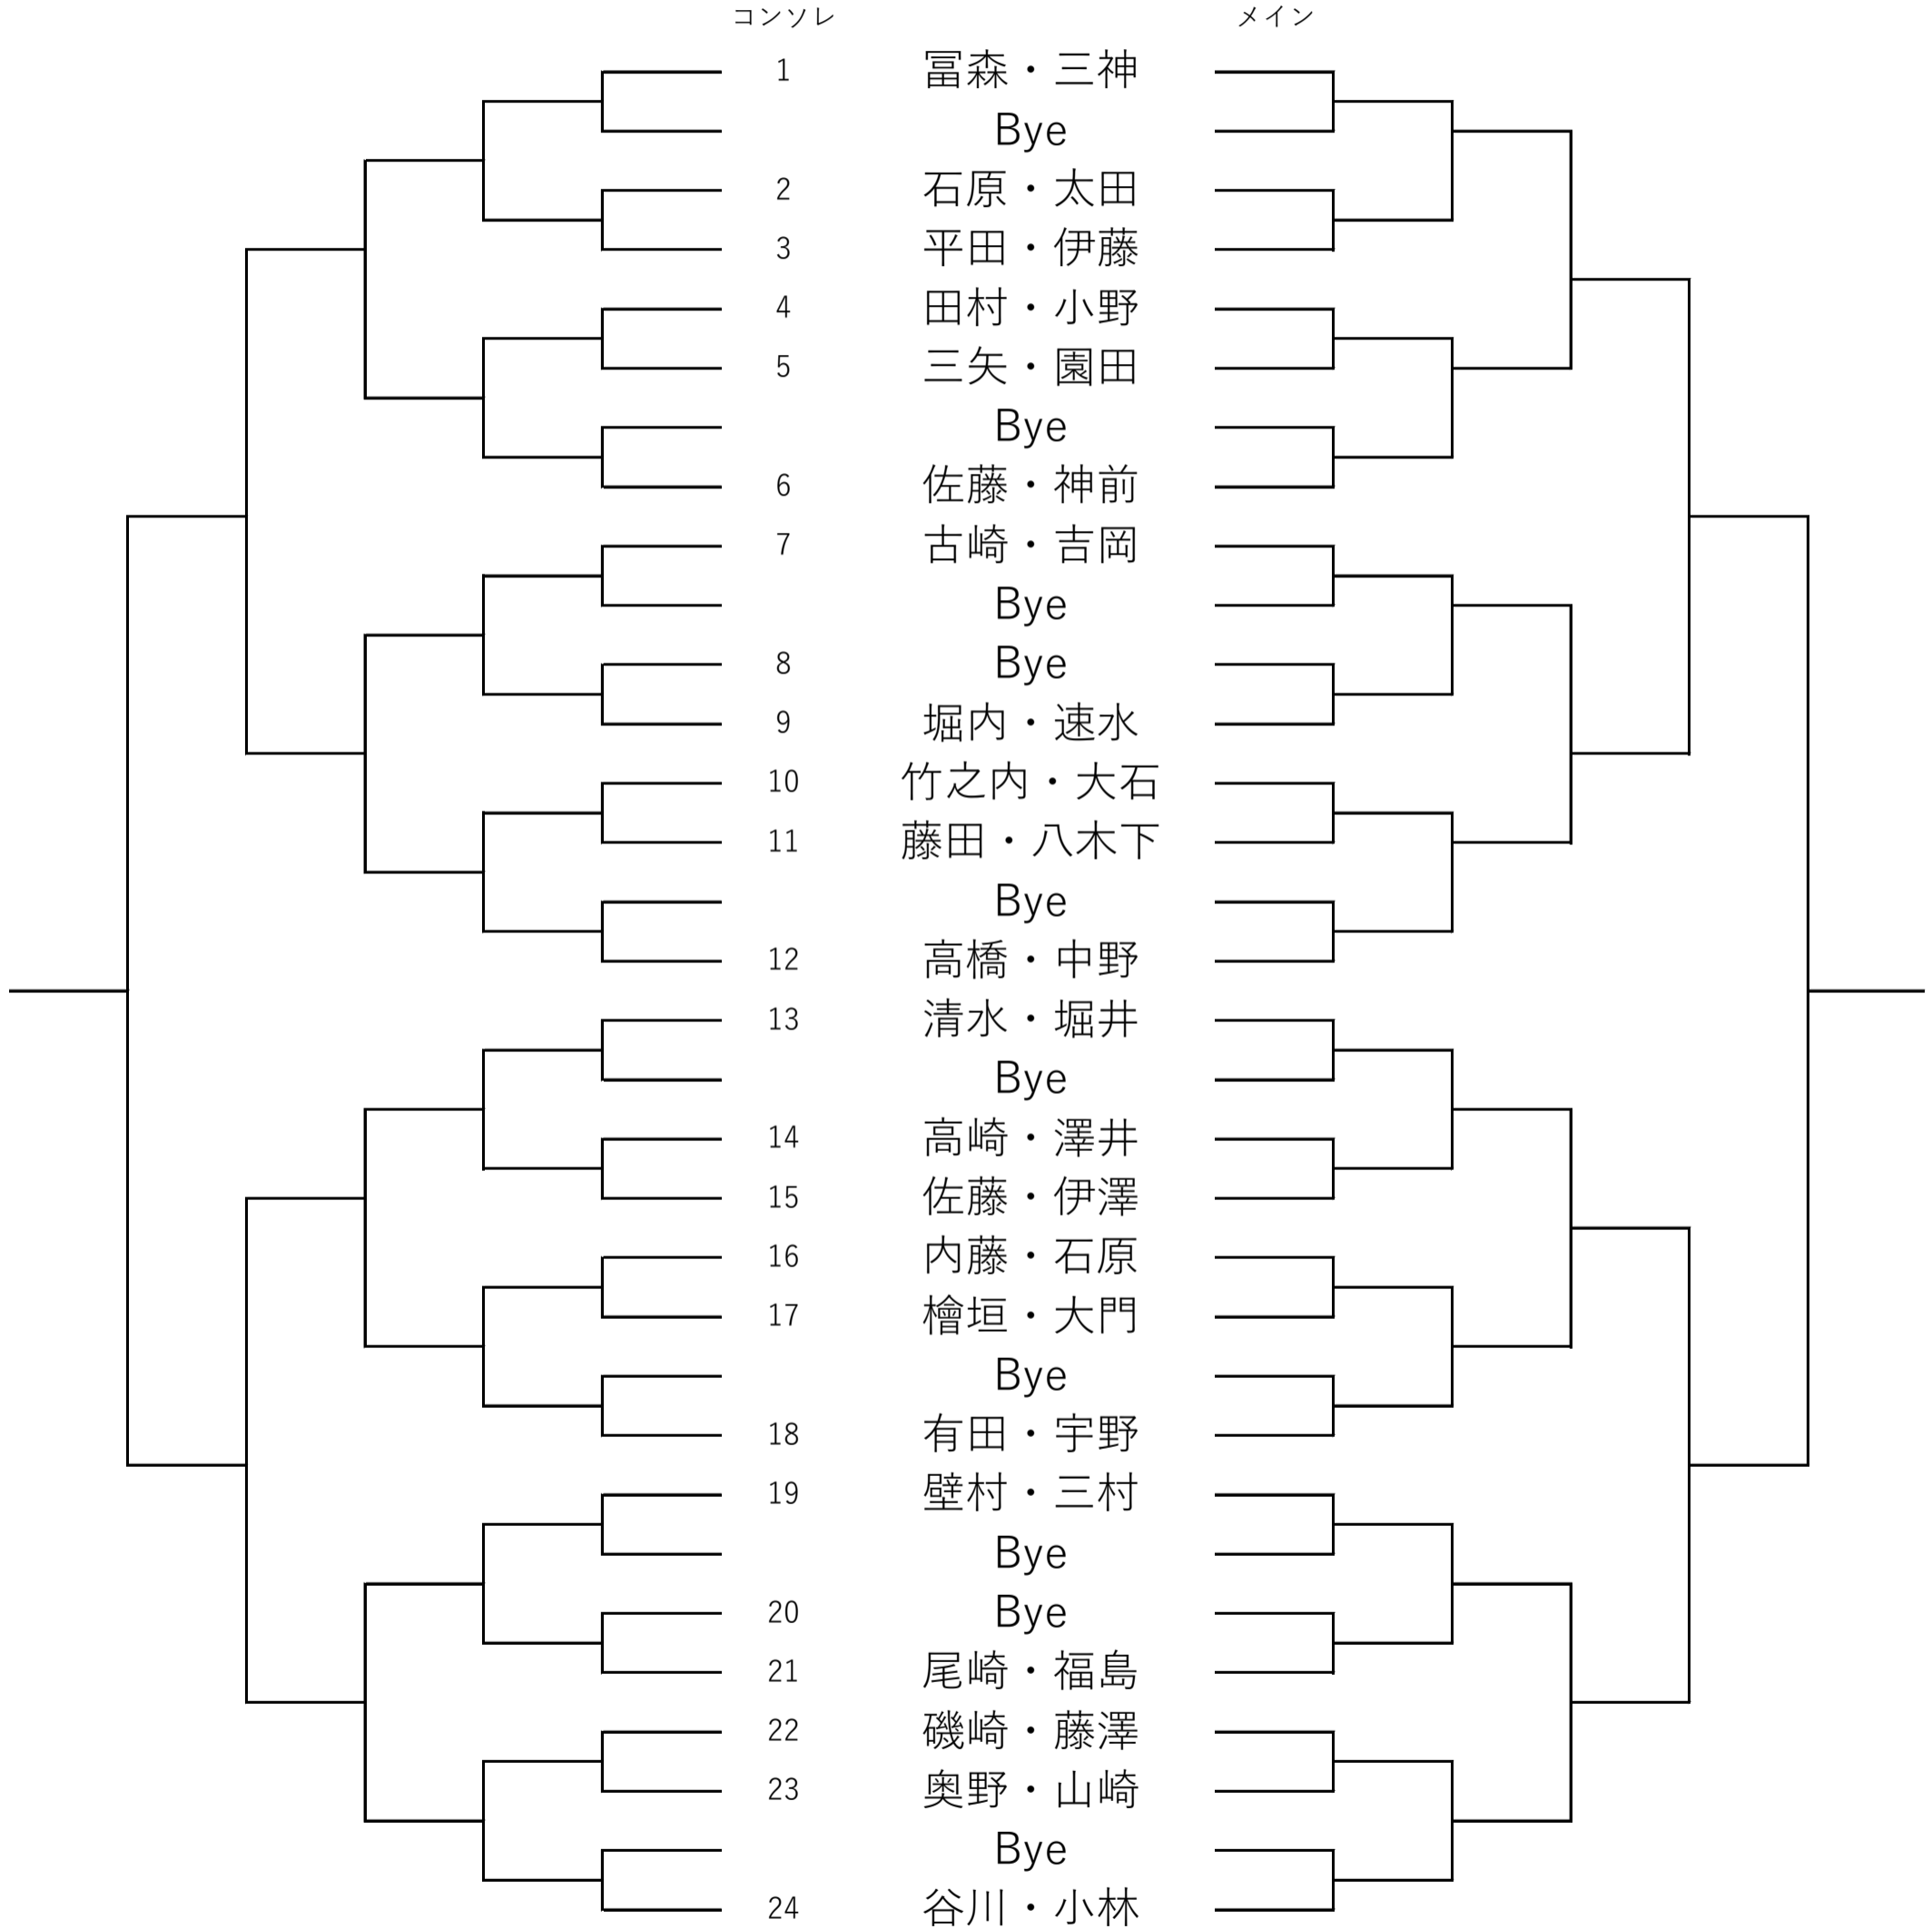 コンソレ メイン
1 冨森・三神
Bye
2 石原・太田
3 平田・伊藤
4 田村・小野
5 三矢・園田
Bye
6 佐藤・神前
7 古崎・吉岡
Bye
8 Bye
9 堀内・速水
10 竹之内・大石
11 藤田・八木下
Bye
12 高橋・中野
13 清水・堀井
Bye
14 高崎・澤井
15 佐藤・伊澤
16 内藤・石原
17 檜垣・大門
Bye
18 有田・宇野
19 壁村・三村
Bye
20 Bye
21 尾崎・福島
22 磯崎・藤澤
23 奥野・山崎
Bye
24 谷川・小林